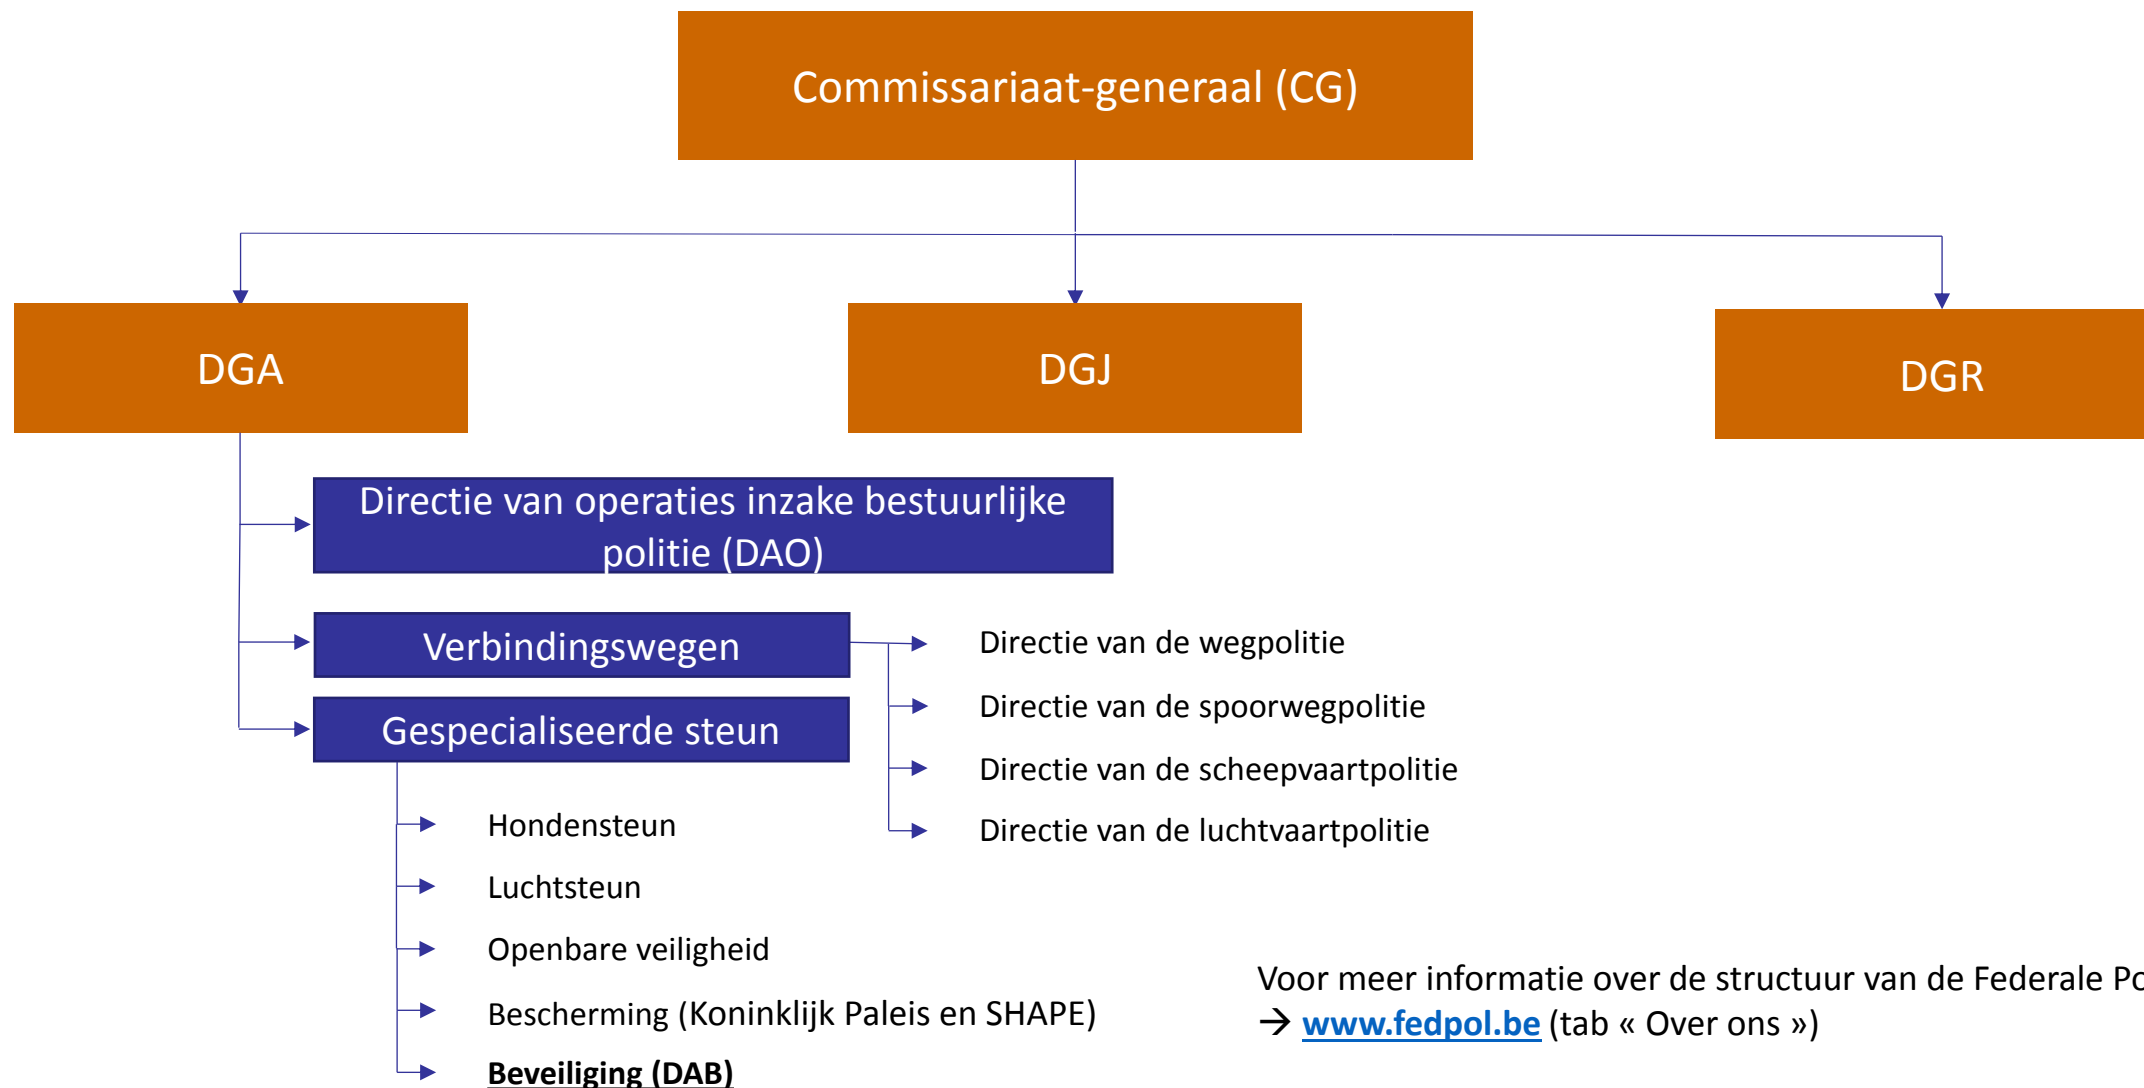 Commissariaat-generaal (CG)
DGA
DGJ
DGR
Directie van operaties inzake bestuurlijke
politie (DAO)
Verbindingswegen
Directie van de wegpolitie
Directie van de spoorwegpolitie
Directie van de scheepvaartpolitie
Directie van de luchtvaartpolitie
Gespecialiseerde steun
Hondensteun
Luchtsteun
Openbare veiligheid
Bescherming (Koninklijk Paleis en SHAPE)
Beveiliging (DAB)
Voor meer informatie over de structuur van de Federale
→ www.fedpol.be (tab « Over ons »)